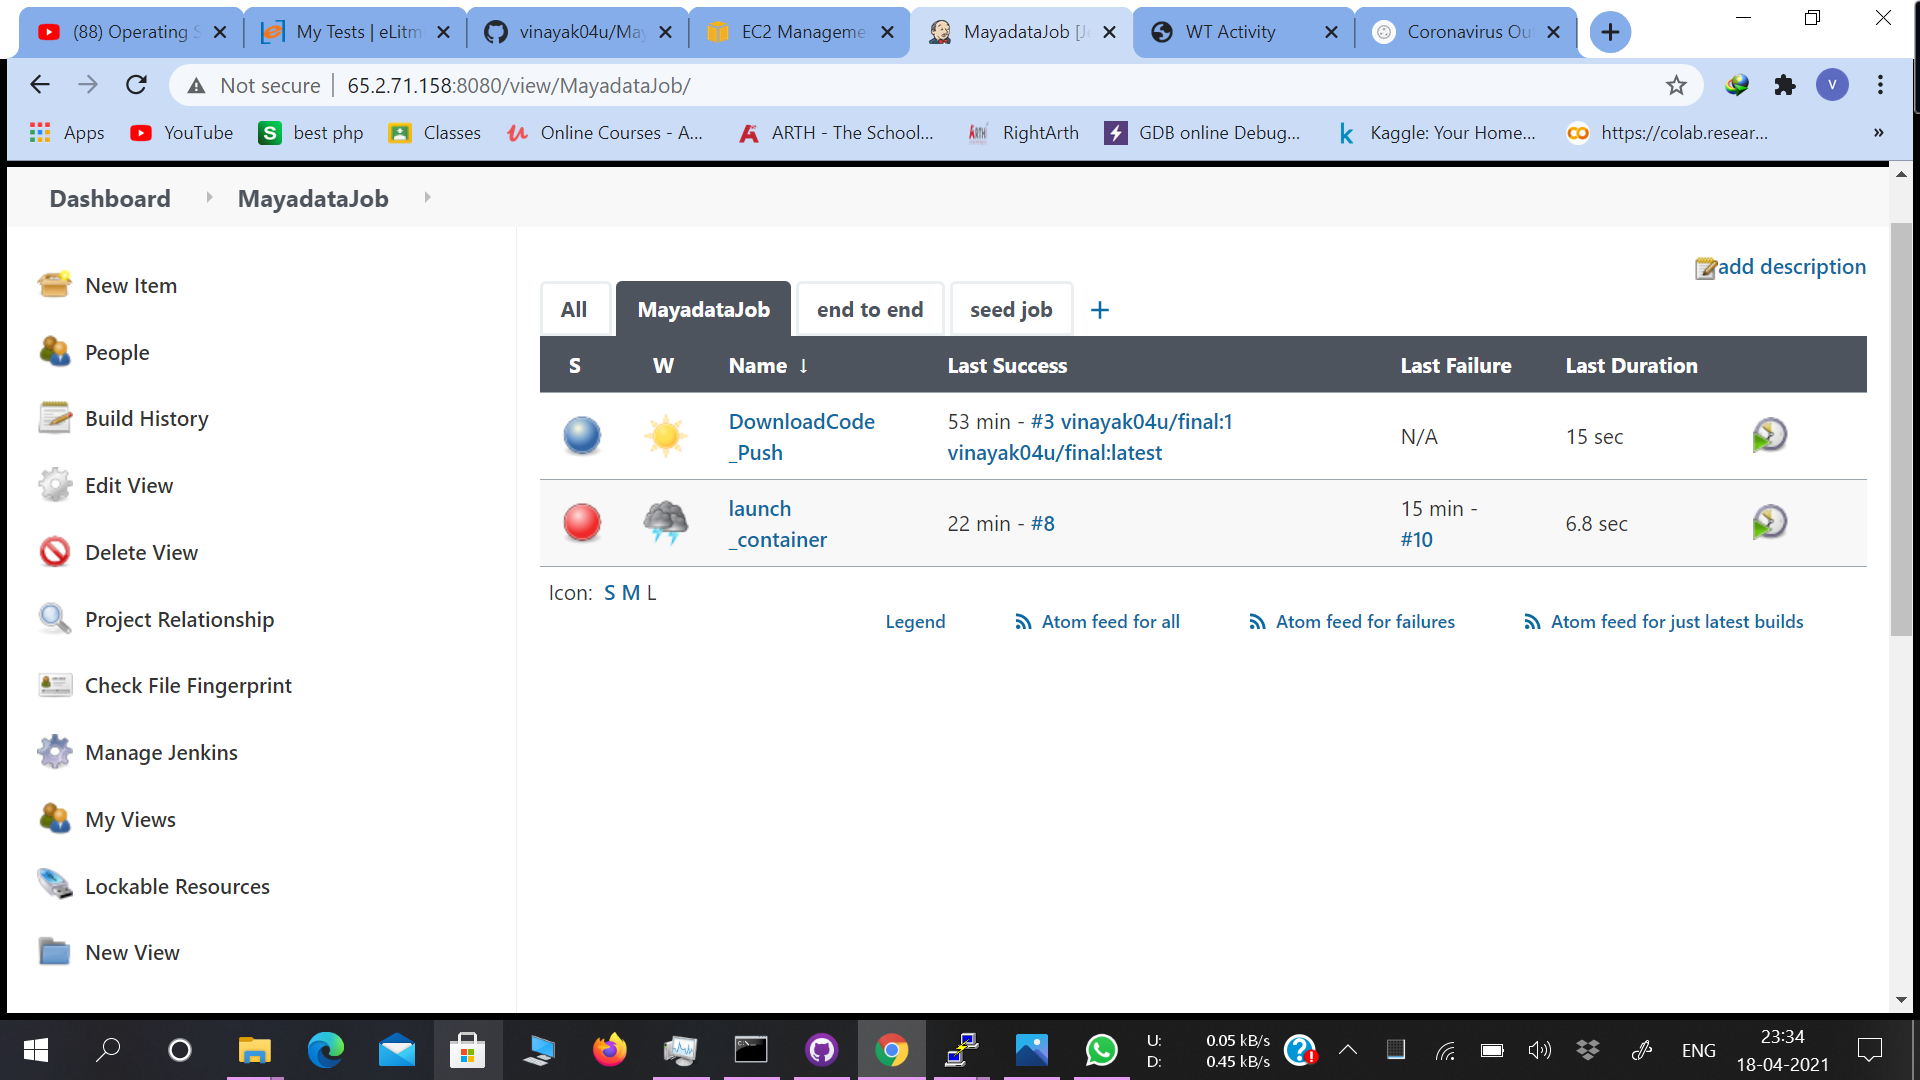 (88) Operating S
My Tests | eLitm
vinayak04u/May
EC2 Manageme
MayadataJob [Je
WT Activity
Coronavirus Ou
Not secure
65.2.71.158:8080/view/MayadataJob/
V
Apps
YouTube
best php
Classes
Online Courses - A...
ARTH - The School...
RightArth
GDB online Debug...
Kaggle: Your Home...
https://colab.resear...
»
Dashboard
MayadataJob
New Item
People
Build History
Edit View
Delete View
Project Relationship
Check File Fingerprint
Manage Jenkins
My Views
Lockable Resources
New View
add description
All
MayadataJob
end to end
seed job
+
S W Name ↓ Last Success Last Failure Last Duration
DownloadCode
_Push
53 min - #3 vinayak04u/final:1
vinayak04u/final:latest
N/A
15 sec
launch
_container
22 min - #8
15 min -
#10
6.8 sec
Icon: S M L
Legend
Atom feed for all
Atom feed for failures
Atom feed for just latest builds
U: 0.05 kB/s
D: 0.45 kB/s
ENG
23:34
18-04-2021